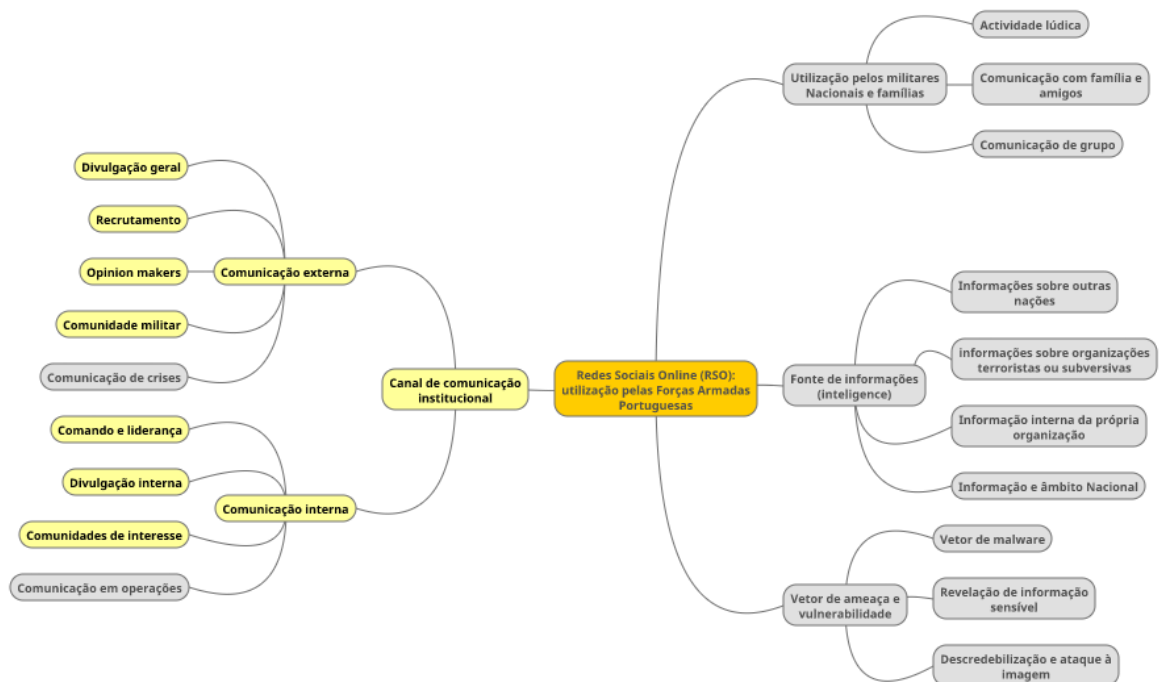 Redes Sociais Online (RSO):
utilização pelas Forças Armadas
Portuguesas
Canal de comunicação
institucional
Comunicação externa
Divulgação geral
Recrutamento
Opinion makers
Comunidade militar
Comunicação de crises
Comunicação interna
Comando e liderança
Divulgação interna
Comunidades de interesse
Comunicação em operações
Utilização pelos militares
Nacionais e famílias
Actividade lúdica
Comunicação com família e
amigos
Comunicação de grupo
Fonte de informações
(inteligence)
Informações sobre outras
nações
informações sobre organizações
terroristas ou subversivas
Informação interna da própria
organização
Informação e âmbito Nacional
Vetor de ameaça e
vulnerabilidade
Vetor de malware
Revelação de informação
sensível
Descredebilização e ataque à
imagem